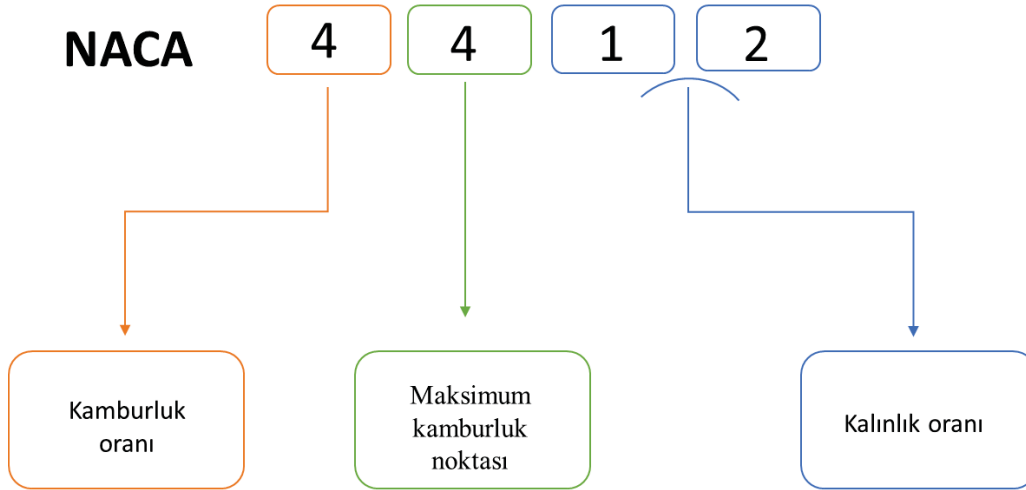 NACA 4 4 1 2
Kamburluk
oranı
Maksimum
kamburluk
noktası
Kalınlık oranı